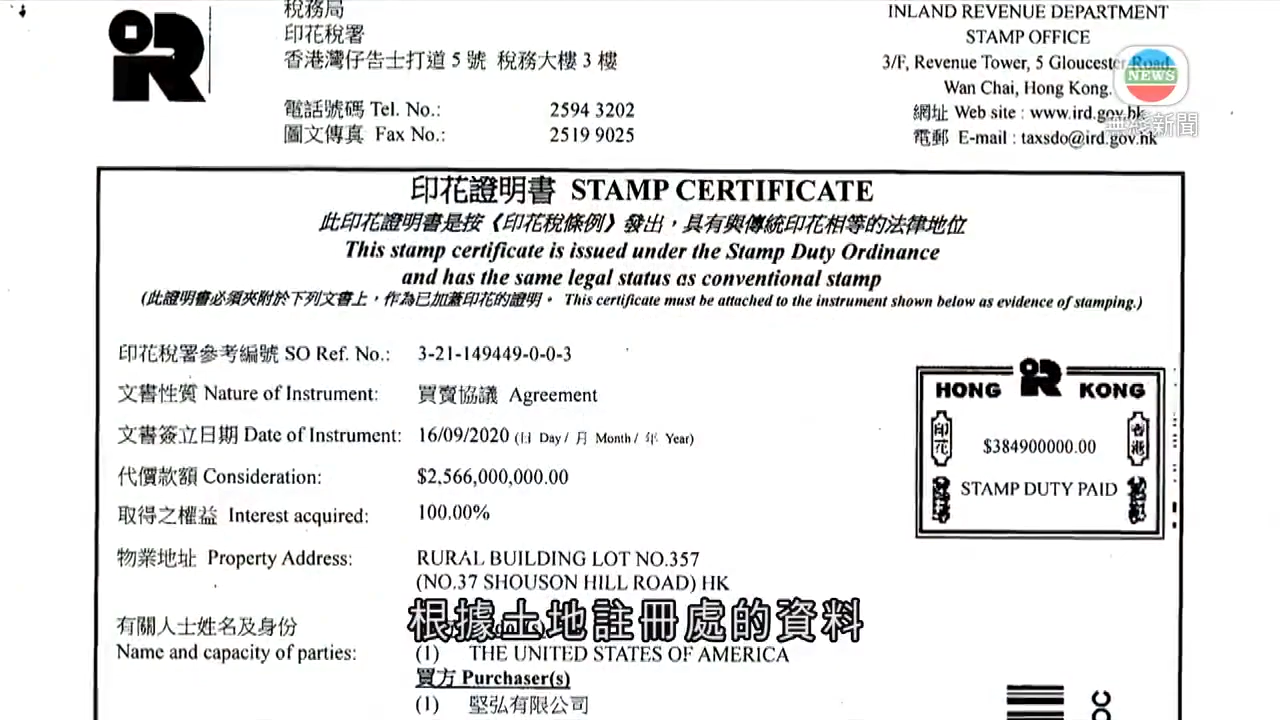 稅務局
印花稅署
香港灣仔告士打道 5 號 稅務大樓 3 樓
電話號碼 Tel. No.: 2594 3202
圖文傳真 Fax No.: 2519 9025
INLAND REVENUE DEPARTMENT
STAMP OFFICE
3/F, Revenue Tower, 5 Gloucester Road,
Wan Chai, Hong Kong.
網址 Web site : www.ird.gov.hk
電郵 E-mail : taxsdo@ird.gov.hk
NEWS
無綫新聞
印花證明書 STAMP CERTIFICATE
此印花證明書是按《印花稅條例》發出，具有與傳統印花相等的法律地位
This stamp certificate is issued under the Stamp Duty Ordinance
and has the same legal status as conventional stamp
(此證明書必須夾附於下列文書上，作為已加蓋印花的證明。 This certificate must be attached to the instrument shown below as evidence of stamping.)
印花稅署參考編號 SO Ref. No.: 3-21-149449-0-0-3
文書性質 Nature of Instrument: 買賣協議 Agreement
文書簽立日期 Date of Instrument: 16/09/2020 (日 Day / 月 Month / 年 Year)
代價款額 Consideration: $2,566,000,000.00
取得之權益 Interest acquired: 100.00%
物業地址 Property Address: RURAL BUILDING LOT NO.357
(NO.37 SHOUSON HILL ROAD) HK
HONG KONG
印花
香港
$384900000.00
STAMP DUTY PAID
有關人士姓名及身份
Name and capacity of parties:
(1) THE UNITED STATES OF AMERICA
買方 Purchaser(s)
(1) 堅弘有限公司
根據土地註冊處的資料